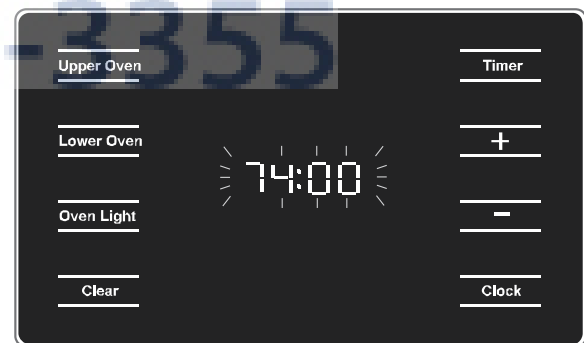 -3355
Upper Oven
Timer
Lower Oven
+
74:00
Oven Light
-
Clear
Clock